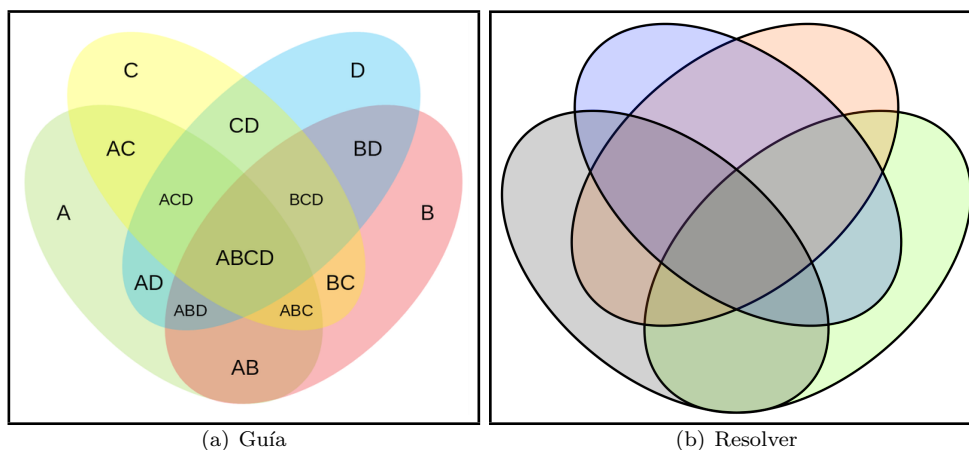 C
D
CD
AC
BD
ACD
BCD
A
B
ABCD
AD
BC
ABD
ABC
AB
(a) Guía
(b) Resolver